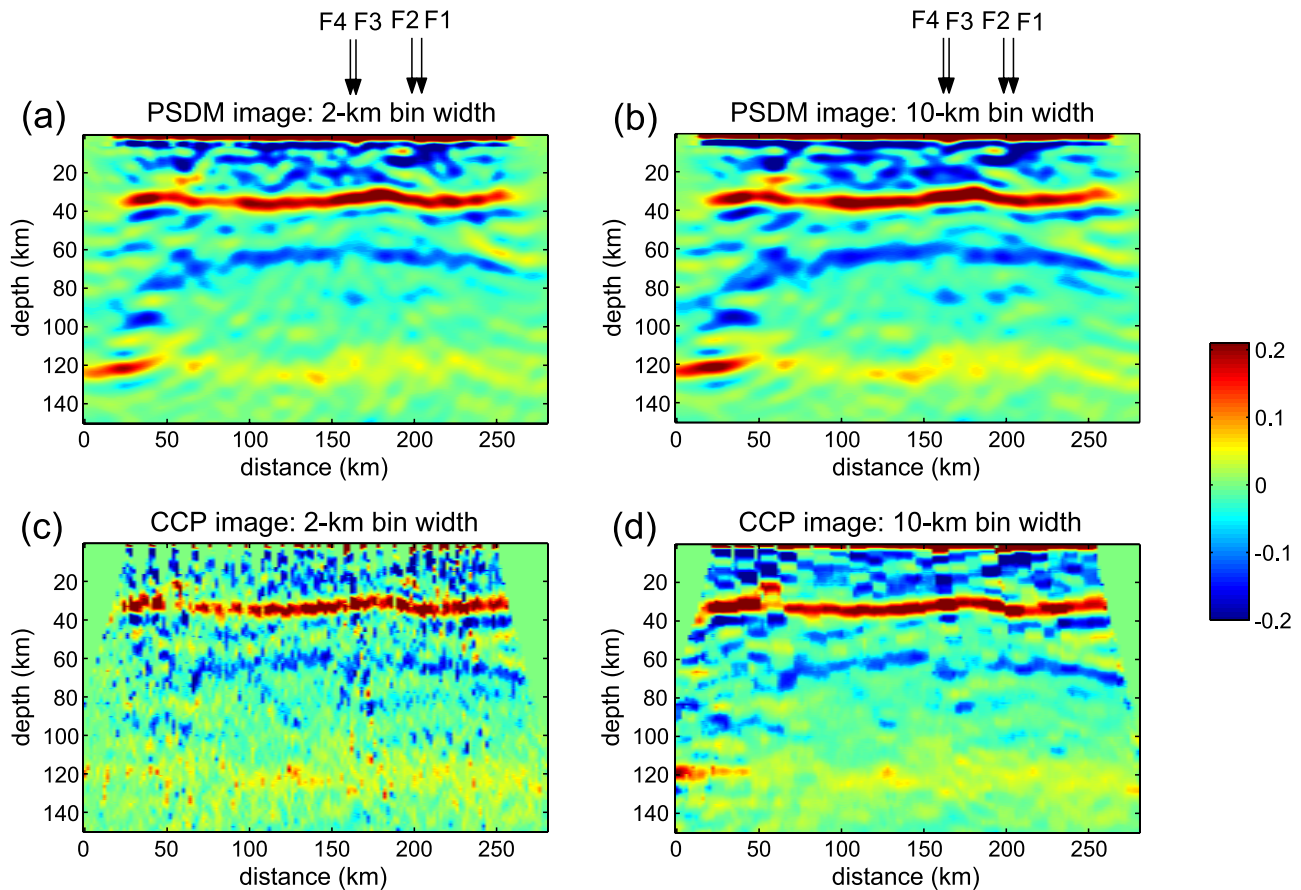 F4 F3 F2 F1
F4 F3 F2 F1
(a) PSDM image: 2-km bin width
20
40
60
80
100
120
140
depth (km)
0 50 100 150 200 250
distance (km)
(b) PSDM image: 10-km bin width
20
40
60
80
100
120
140
depth (km)
0 50 100 150 200 250
distance (km)
0.2
0.1
0
-0.1
-0.2
(c) CCP image: 2-km bin width
20
40
60
80
100
120
140
depth (km)
0 50 100 150 200 250
distance (km)
(d) CCP image: 10-km bin width
20
40
60
80
100
120
140
depth (km)
0 50 100 150 200 250
distance (km)